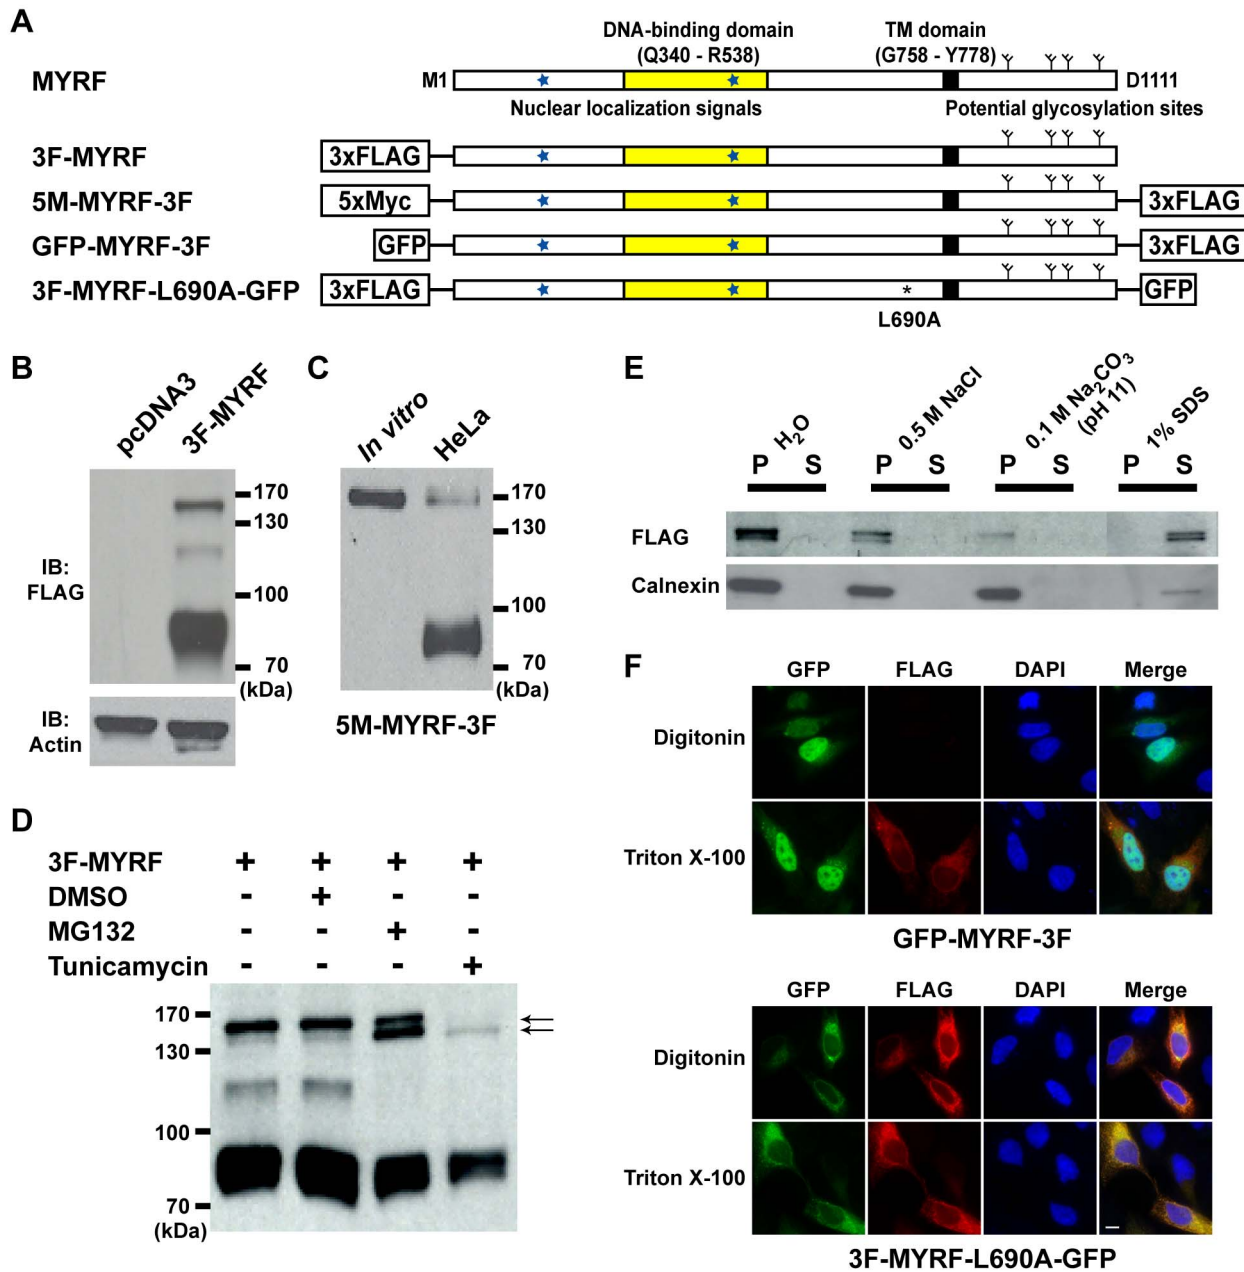 A
DNA-binding domain
(Q340 - R538)
TM domain
(G758 - Y778)
MYRF
M1
D1111
Nuclear localization signals
Potential glycosylation sites
3F-MYRF
3xFLAG
5M-MYRF-3F
5xMyc
3xFLAG
GFP-MYRF-3F
GFP
3xFLAG
3F-MYRF-L690A-GFP
3xFLAG
*
GFP
L690A
B
pcDNA3
3F-MYRF
170
130
100
70
(kDa)
IB:
FLAG
IB:
Actin
C
In vitro
HeLa
170
130
100
70
(kDa)
5M-MYRF-3F
D
3F-MYRF + + + +
DMSO - + - -
MG132 - - + -
Tunicamycin - - - +
170
130
100
70
(kDa)
E
H2O
0.5 M NaCl
0.1 M Na2CO3
(pH 11)
1% SDS
P S P S P S P S
FLAG
Calnexin
F
GFP FLAG DAPI Merge
Digitonin
Triton X-100
GFP-MYRF-3F
GFP FLAG DAPI Merge
Digitonin
Triton X-100
3F-MYRF-L690A-GFP